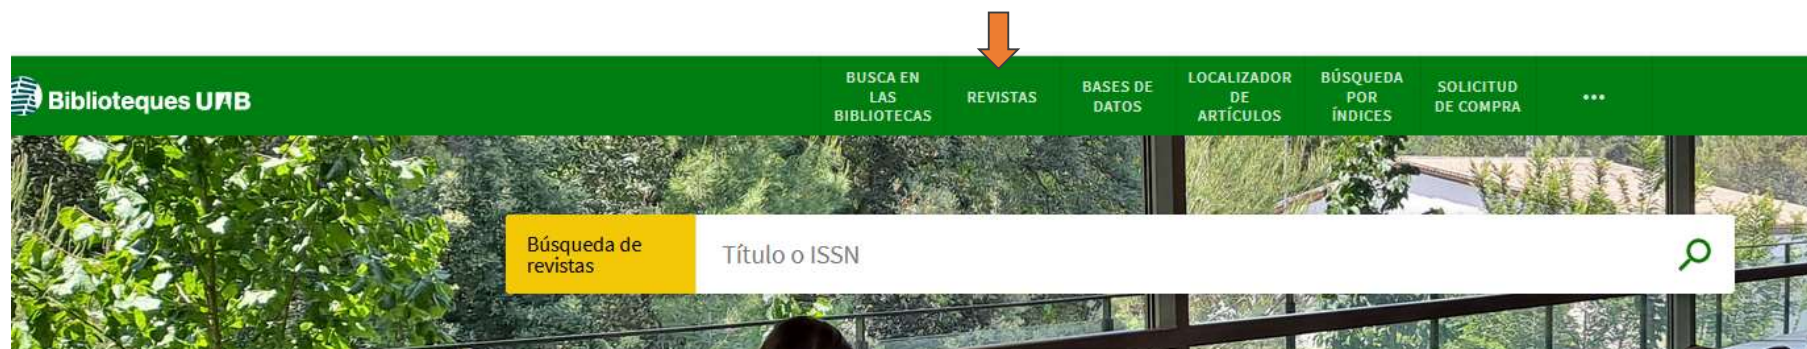 Biblioteques UAB
BUSCA EN
LAS
BIBLIOTECAS
REVISTAS
BASES DE
DATOS
LOCALIZADOR
DE
ARTÍCULOS
BÚSQUEDA
POR
ÍNDICES
SOLICITUD
DE COMPRA
•••
Búsqueda de
revistas
Título o ISSN